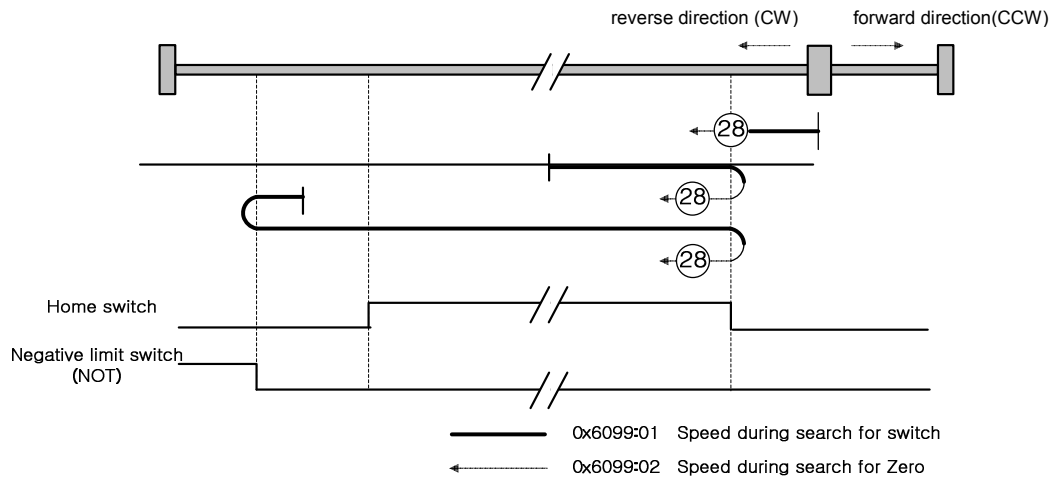 reverse direction (CW) forward direction(CCW)
28
28
28
Home switch
Negative limit switch
(NOT)
0x6099:01 Speed during search for switch
0x6099:02 Speed during search for Zero